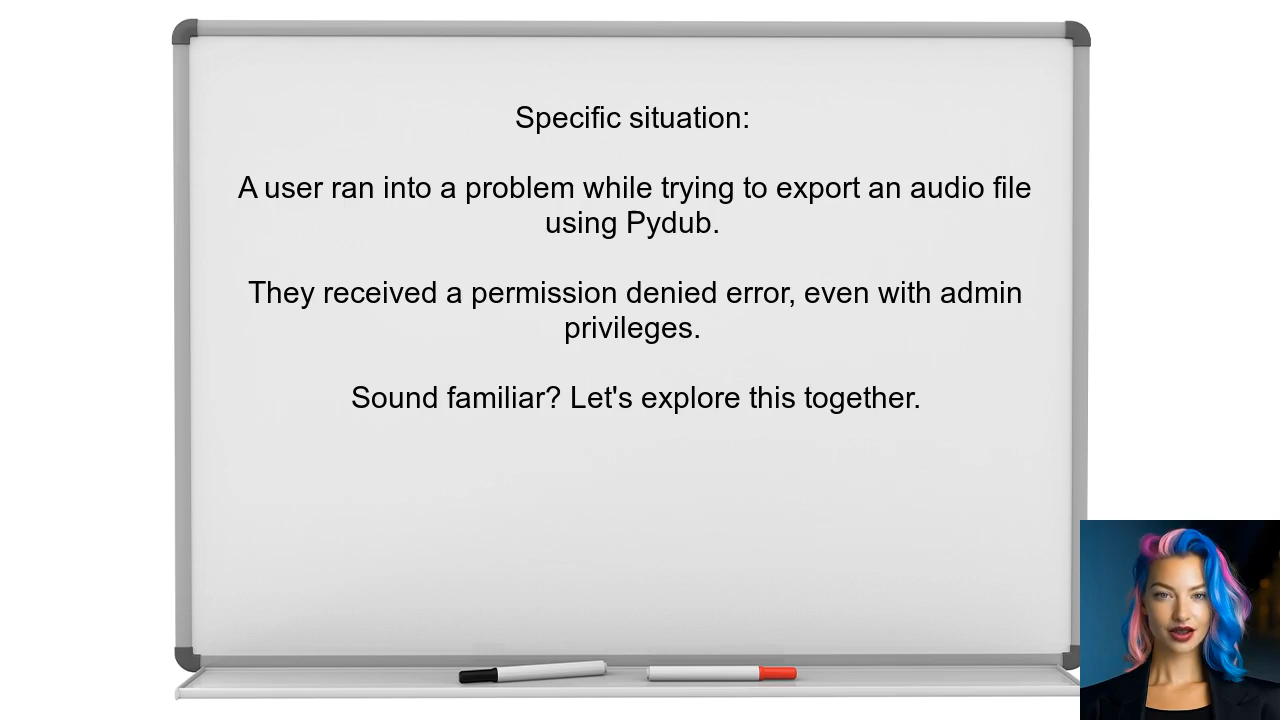 Specific situation:
A user ran into a problem while trying to export an audio file
using Pydub.
They received a permission denied error, even with admin
privileges.
Sound familiar? Let's explore this together.